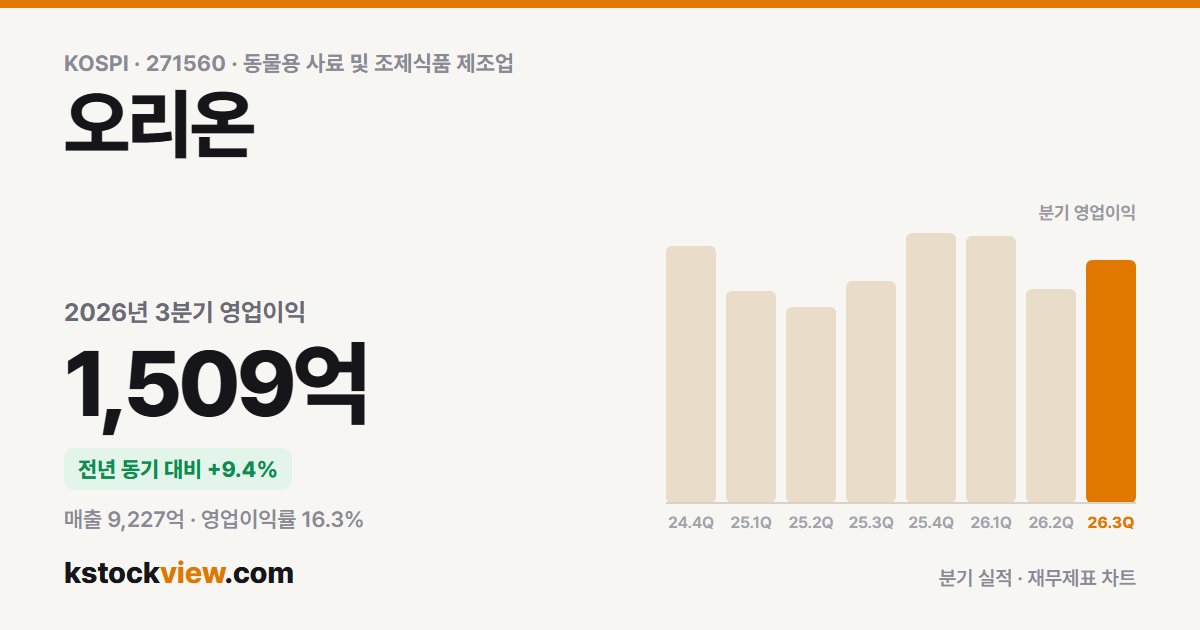 KOSPI · 271560 · 동물용 사료 및 조제식품 제조업
오리온
분기 영업이익
2026년 3분기 영업이익
1,509억
전년 동기 대비 +9.4%
매출 9,227억 · 영업이익률 16.3%
24.4Q 25.1Q 25.2Q 25.3Q 25.4Q 26.1Q 26.2Q 26.3Q
kstockview.com
분기 실적 · 재무제표 차트